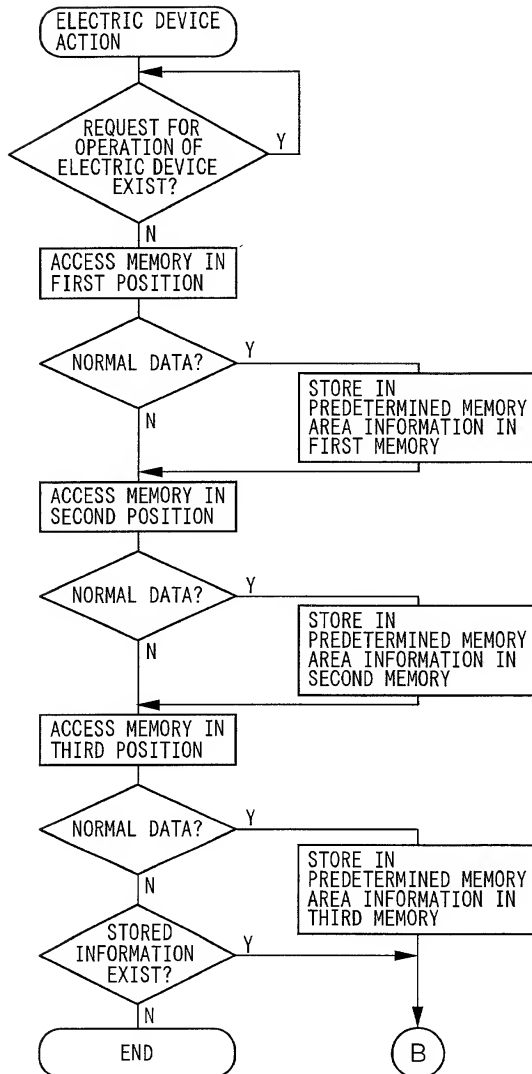 ELECTRIC DEVICE
ACTION
REQUEST FOR
OPERATION OF
ELECTRIC DEVICE
EXIST?
Y
N
ACCESS MEMORY IN
FIRST POSITION
NORMAL DATA?
Y
N
STORE IN
PREDETERMINED MEMORY
AREA INFORMATION IN
FIRST MEMORY
ACCESS MEMORY IN
SECOND POSITION
NORMAL DATA?
Y
N
STORE IN
PREDETERMINED MEMORY
AREA INFORMATION IN
SECOND MEMORY
ACCESS MEMORY IN
THIRD POSITION
NORMAL DATA?
Y
N
STORE IN
PREDETERMINED MEMORY
AREA INFORMATION IN
THIRD MEMORY
STORED
INFORMATION
EXIST?
Y
N
END
B